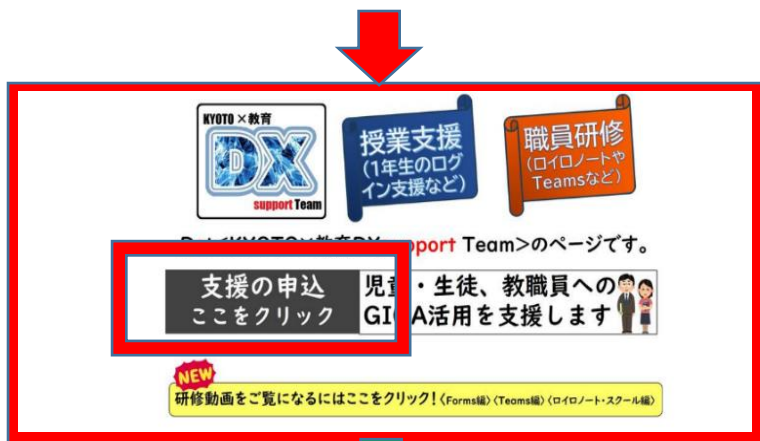 KYOTO×教育
DX
support Team
授業支援
(1年生のログ
イン支援など)
職員研修
(ロイロノートや
Teamsなど)
Team>のページです。
支援の申込
ここをクリック
児童・生徒、教職員への
GIGA活用を支援します
NEW
研修動画をご覧になるにはここをクリック!〈Forms編〉〈Teams編〉〈ロイロノート・スクール編〉